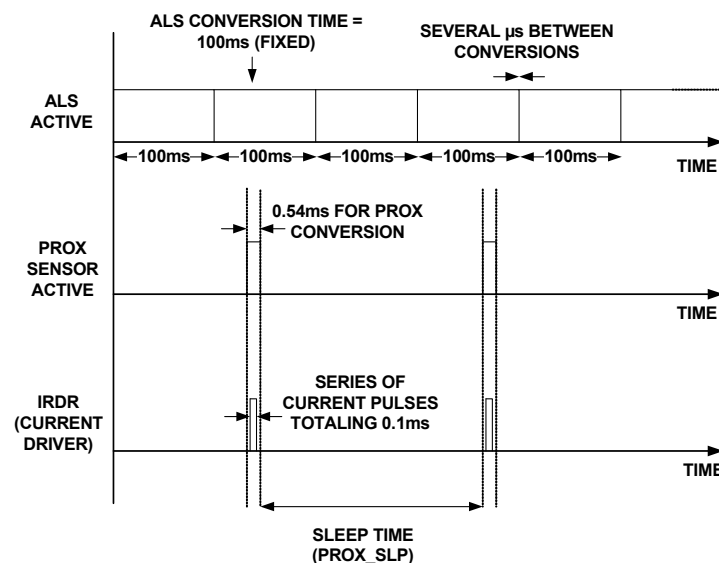 ALS CONVERSION TIME =
100ms (FIXED)
SEVERAL µs BETWEEN
CONVERSIONS
ALS
ACTIVE
100ms
100ms
100ms
100ms
100ms
TIME
0.54ms FOR PROX
CONVERSION
PROX
SENSOR
ACTIVE
TIME
SERIES OF
CURRENT PULSES
TOTALING 0.1ms
IRDR
(CURRENT
DRIVER)
TIME
SLEEP TIME
(PROX_SLP)